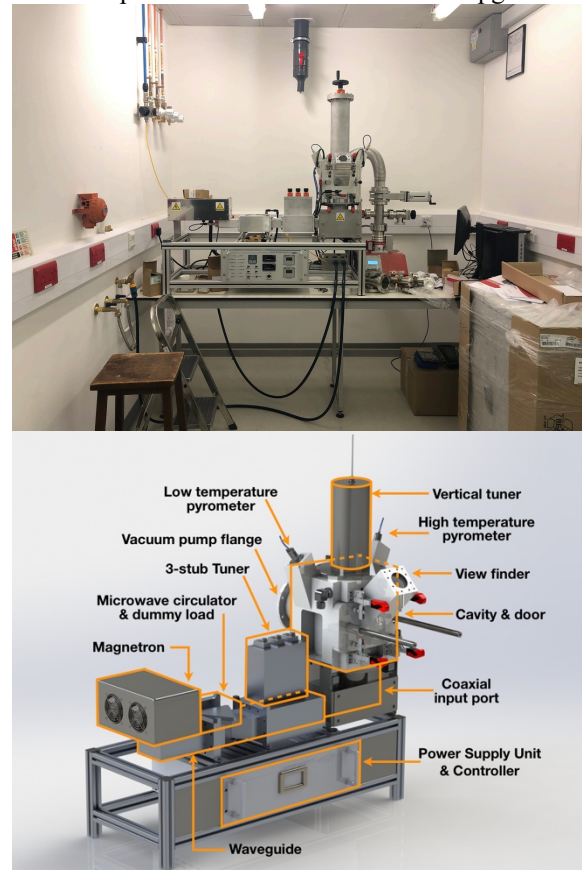 Low temperature
pyrometer
Vertical tuner
High temperature
pyrometer
Vacuum pump flange
3-stub Tuner
View finder
Microwave circulator
& dummy load
Cavity & door
Magnetron
Coaxial
input port
Power Supply Unit
& Controller
Waveguide